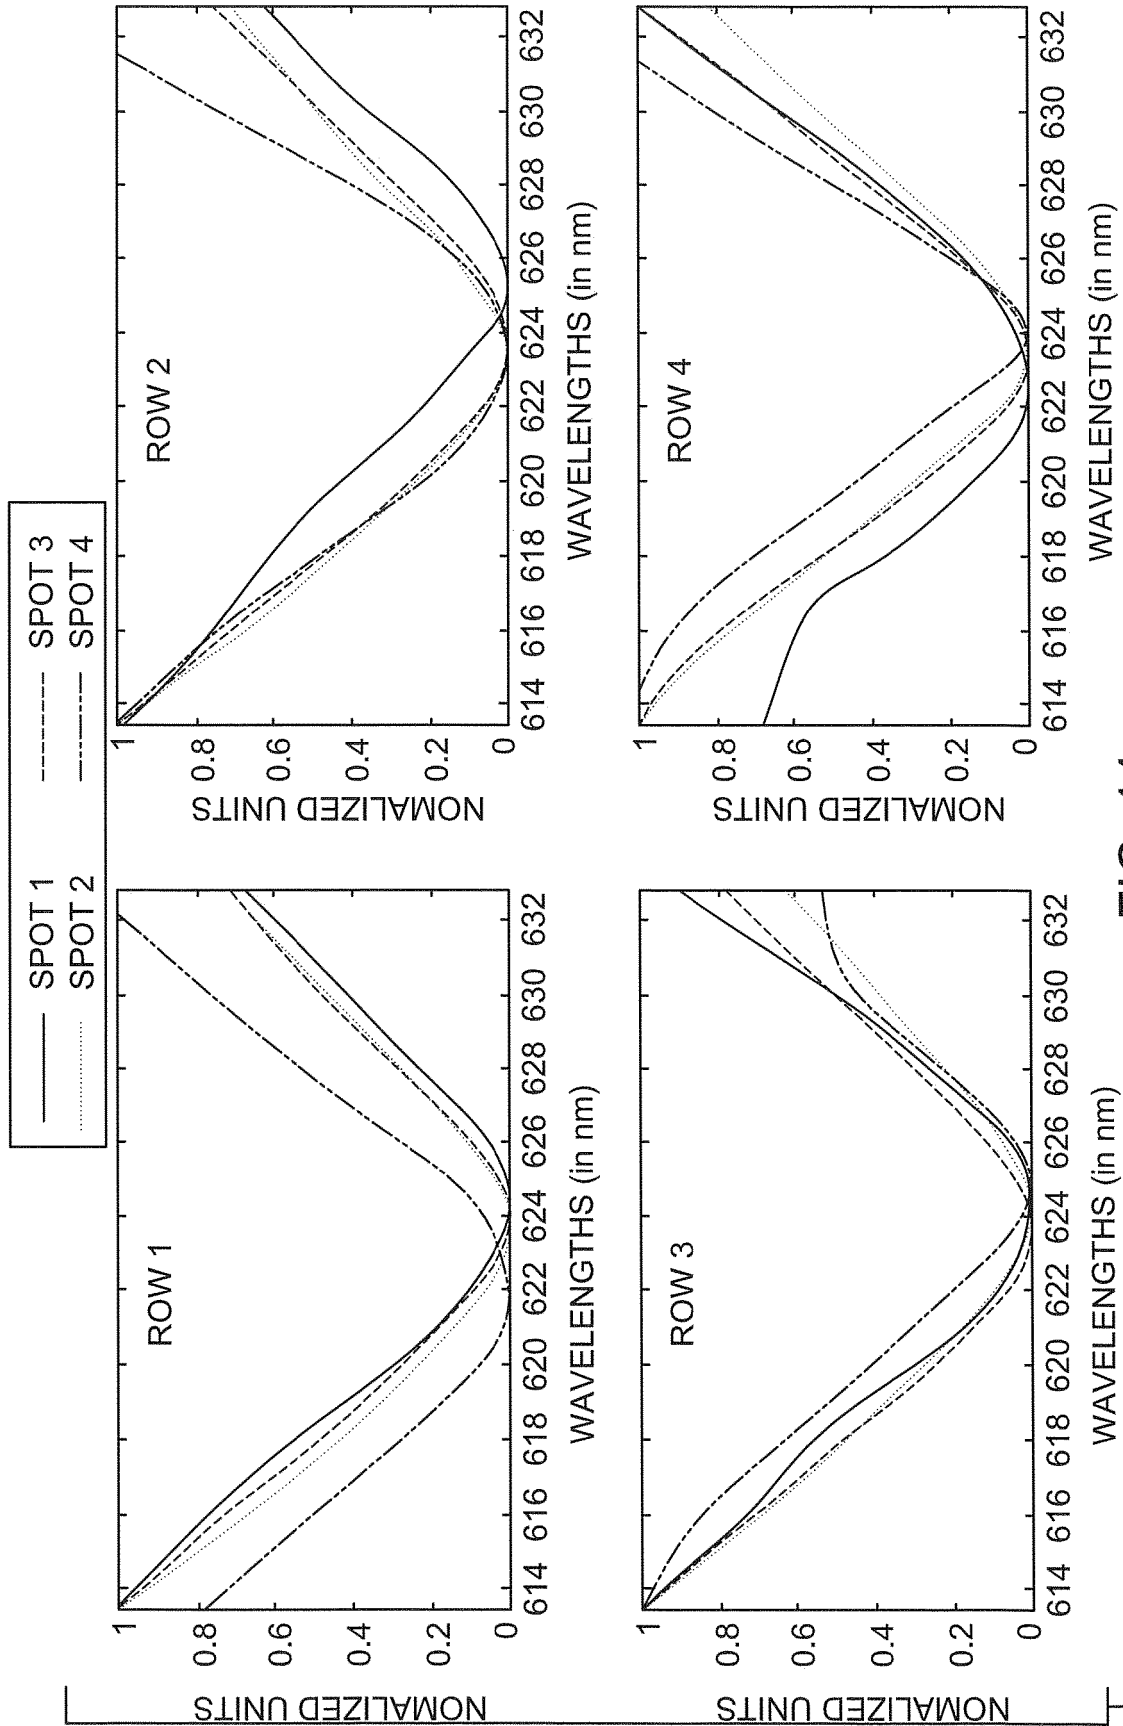 SPOT 1
SPOT 3
SPOT 2
SPOT 4
NOMALIZED UNITS
1
0.8
0.6
0.4
0.2
0
ROW 1
614 616 618 620 622 624 626 628 630 632
WAVELENGTHS (in nm)
NOMALIZED UNITS
1
0.8
0.6
0.4
0.2
0
ROW 2
614 616 618 620 622 624 626 628 630 632
WAVELENGTHS (in nm)
NOMALIZED UNITS
1
0.8
0.6
0.4
0.2
0
ROW 3
614 616 618 620 622 624 626 628 630 632
WAVELENGTHS (in nm)
NOMALIZED UNITS
1
0.8
0.6
0.4
0.2
0
ROW 4
614 616 618 620 622 624 626 628 630 632
WAVELENGTHS (in nm)